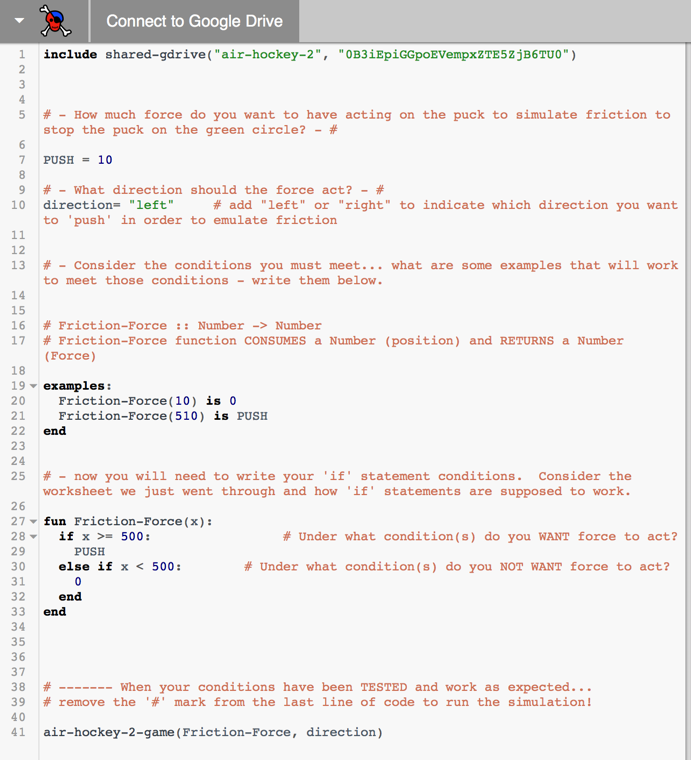 Connect to Google Drive
1 include shared-gdrive("air-hockey-2", "0B3iEpiGGpoEVempxZTE5ZjB6TU0")
2
3
4
5 # - How much force do you want to have acting on the puck to simulate friction to
stop the puck on the green circle? - #
6
7 PUSH = 10
8
9 # - What direction should the force act? - #
10 direction= "left" # add "left" or "right" to indicate which direction you want
to 'push' in order to emulate friction
11
12
13 # - Consider the conditions you must meet... what are some examples that will work
to meet those conditions - write them below.
14
15
16 # Friction-Force :: Number -> Number
17 # Friction-Force function CONSUMES a Number (position) and RETURNS a Number
(Force)
18
19 examples:
20 Friction-Force(10) is 0
21 Friction-Force(510) is PUSH
22 end
23
24
25 # - now you will need to write your 'if' statement conditions. Consider the
worksheet we just went through and how 'if' statements are supposed to work.
26
27 fun Friction-Force(x):
28 if x >= 500: # Under what condition(s) do you WANT force to act?
29 PUSH
30 else if x < 500: # Under what condition(s) do you NOT WANT force to act?
31 0
32 end
33 end
34
35
36
37
38 # ------- When your conditions have been TESTED and work as expected...
39 # remove the '#' mark from the last line of code to run the simulation!
40
41 air-hockey-2-game(Friction-Force, direction)